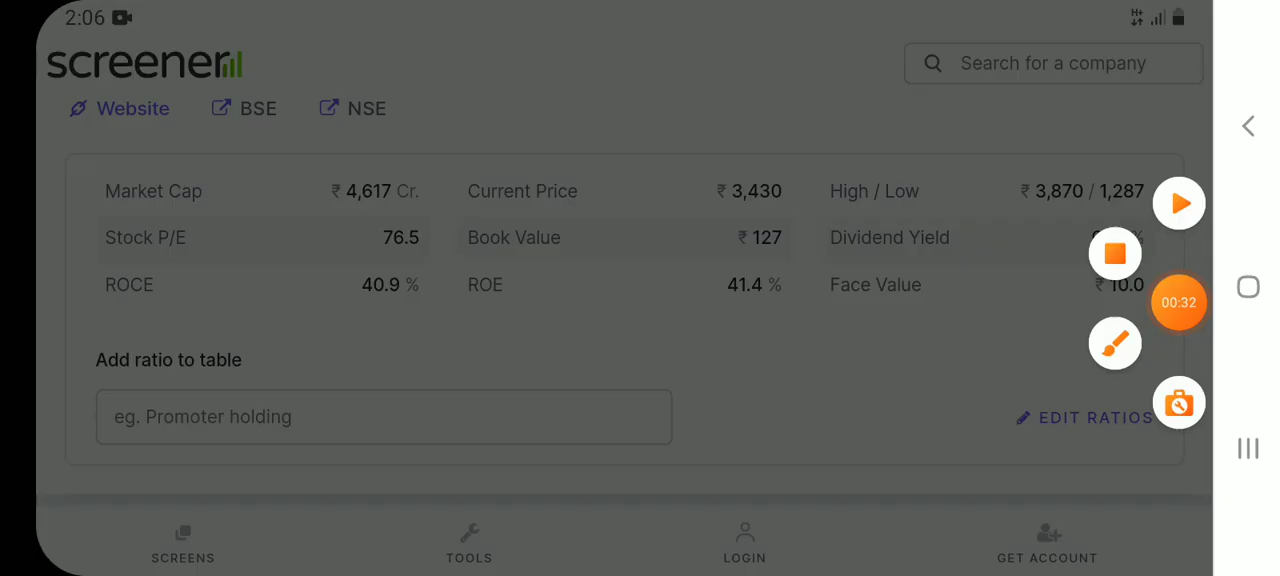 2:06
screener
Search for a company
Website BSE NSE
Market Cap ₹ 4,617 Cr. Current Price ₹ 3,430 High / Low ₹ 3,870 / 1,287
Stock P/E 76.5 Book Value ₹ 127 Dividend Yield %
ROCE 40.9 % ROE 41.4 % Face Value ₹ 10.0
00:32
Add ratio to table
eg. Promoter holding
EDIT RATIOS
SCREENS TOOLS LOGIN GET ACCOUNT